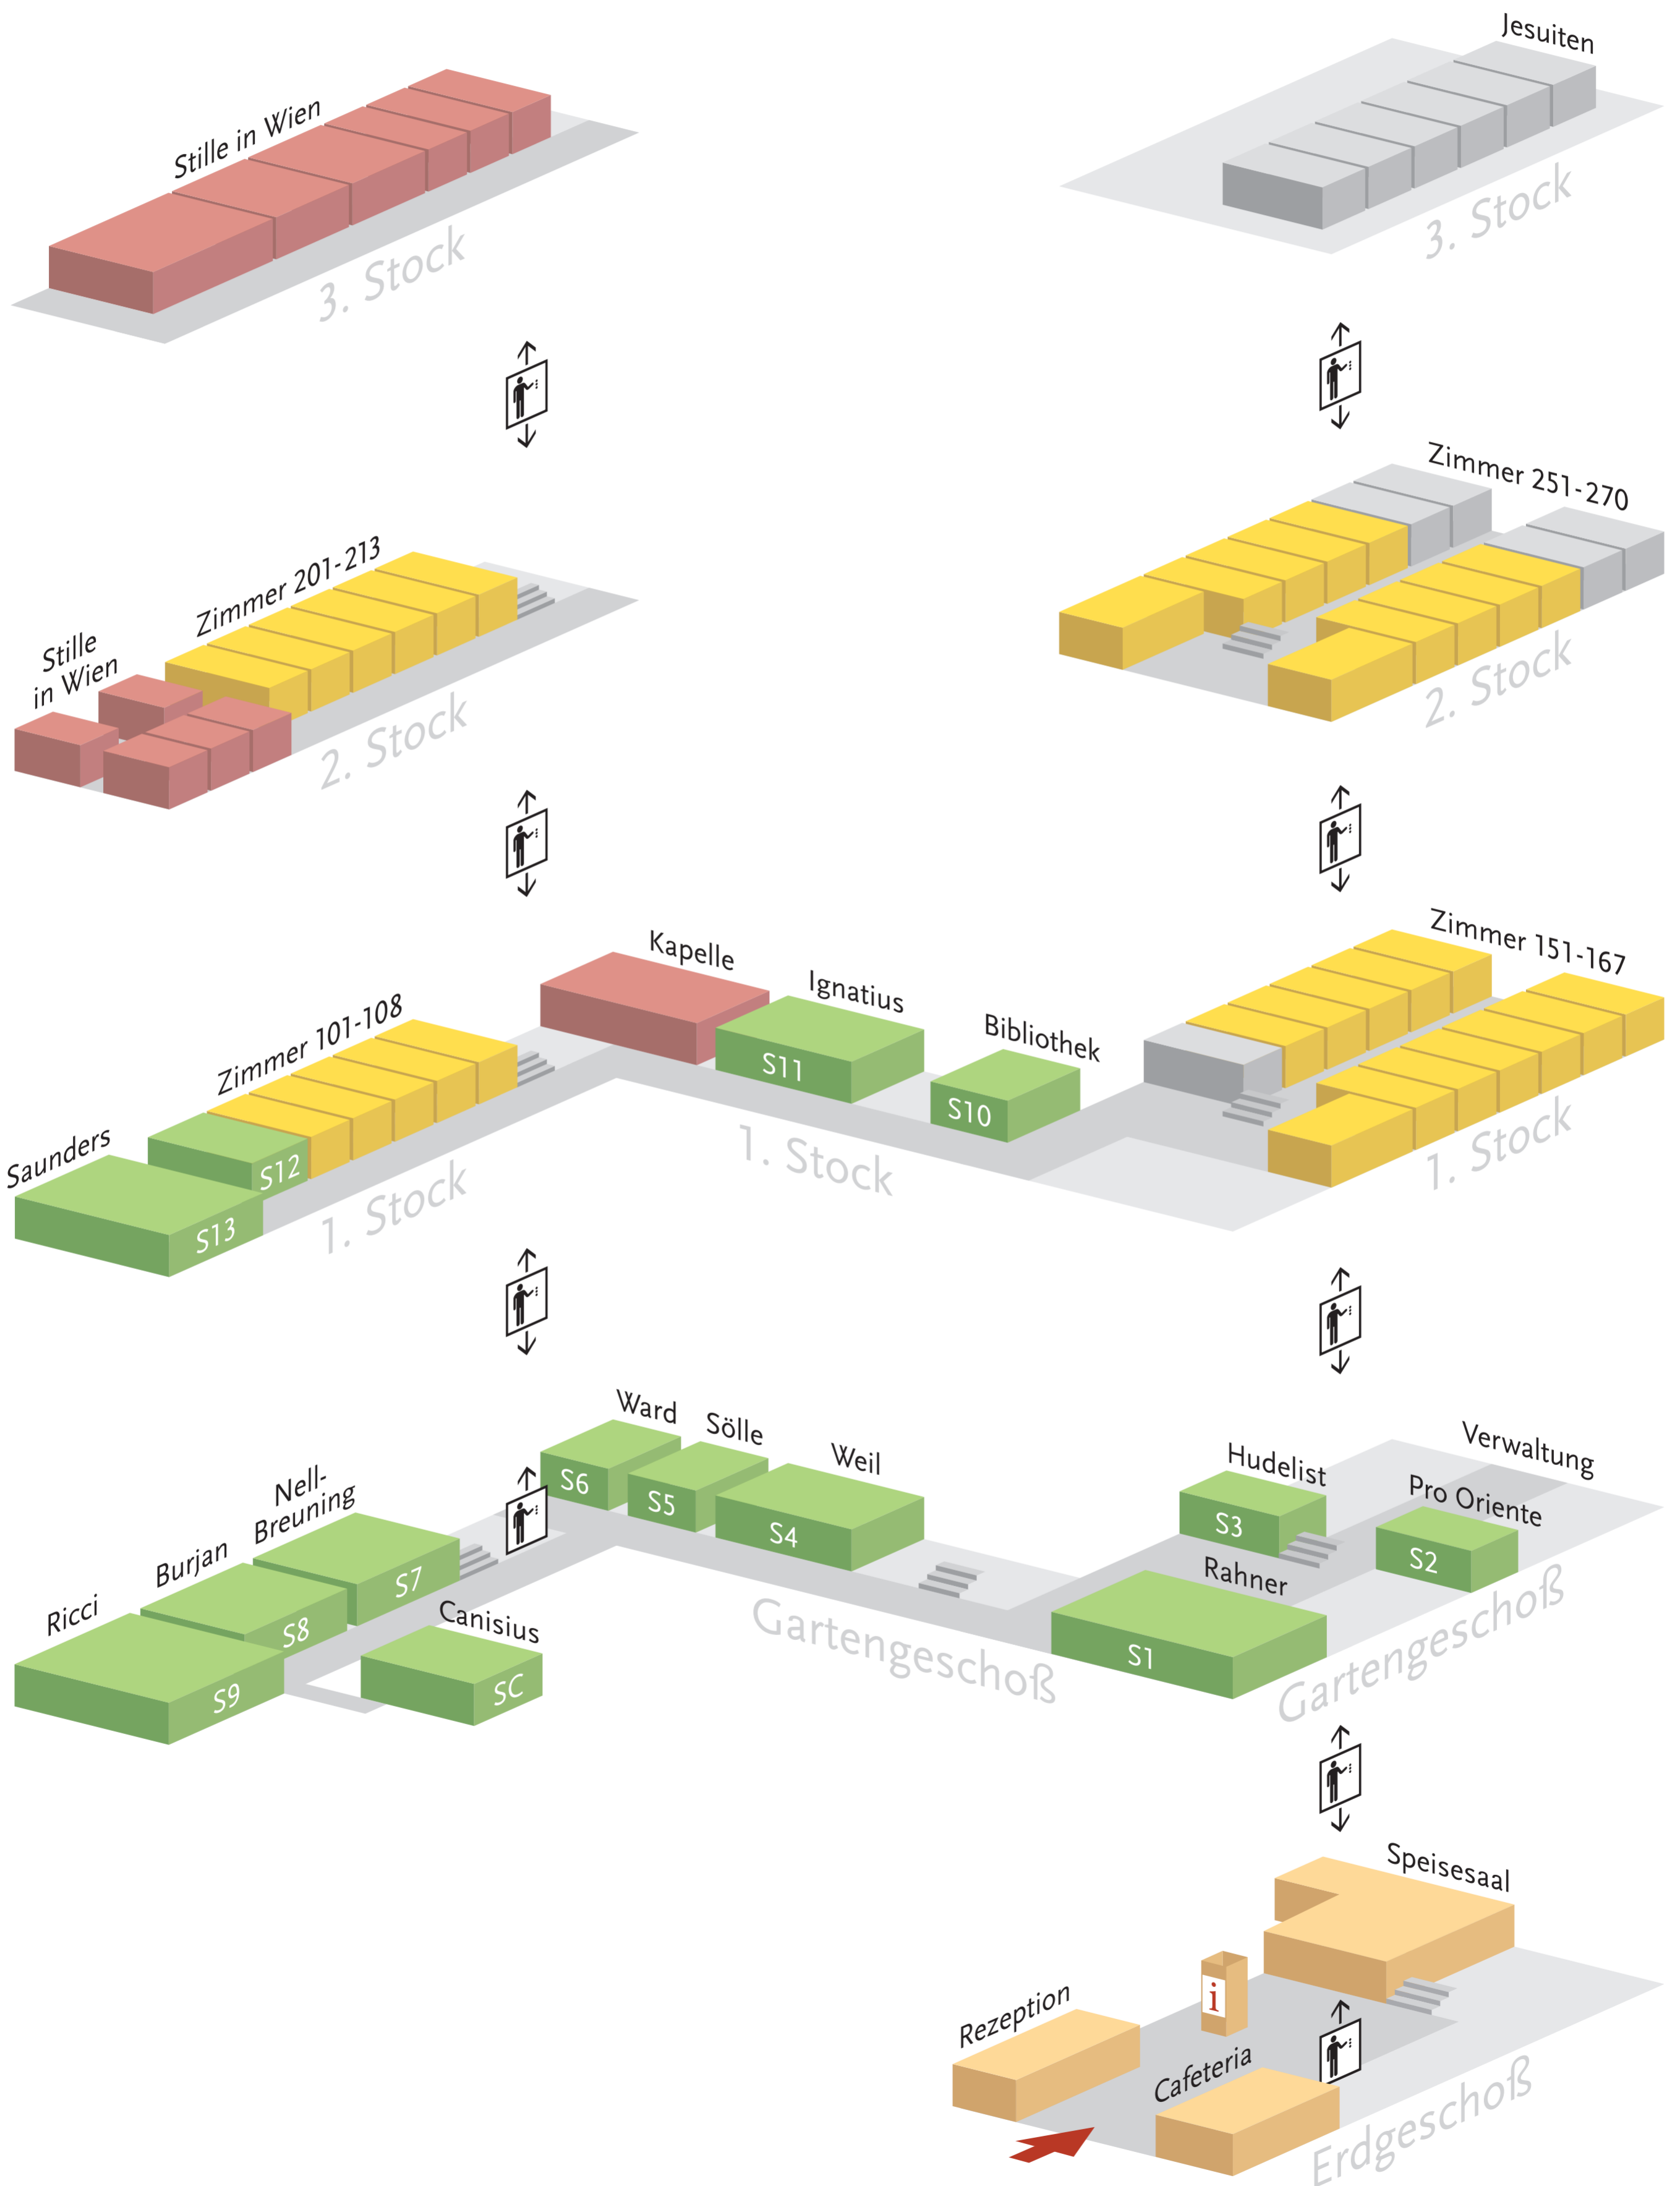 Jesuiten
Stille in Wien
3. Stock
3. Stock
Zimmer 251-270
Zimmer 201-213
Stille
in Wien
2. Stock
2. Stock
Zimmer 151-167
Kapelle
Ignatius
S11
Bibliothek
S10
Zimmer 101-108
Saunders
S12
S13
1. Stock
1. Stock
1. Stock
Ward
S6
Sölle
S5
Weil
S4
Verwaltung
Hudelist
S3
Pro Oriente
S2
Rahner
S1
Nell-
Breuning
S7
Burjan
S8
Ricci
S9
Canisius
SC
Gartengeschoß
Gartengeschoß
Speisesaal
i
Rezeption
Cafeteria
Erdgeschoß